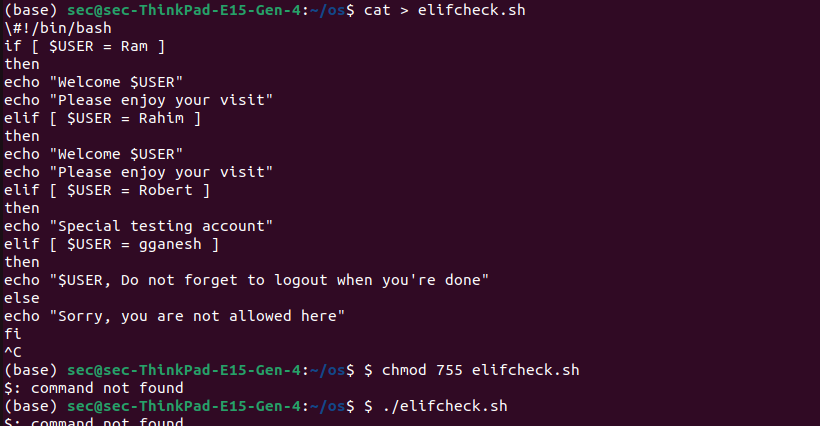 (base) sec@sec-ThinkPad-E15-Gen-4:~/os$ cat > elifcheck.sh
\#!/bin/bash
if [ $USER = Ram ]
then
echo "Welcome $USER"
echo "Please enjoy your visit"
elif [ $USER = Rahim ]
then
echo "Welcome $USER"
echo "Please enjoy your visit"
elif [ $USER = Robert ]
then
echo "Special testing account"
elif [ $USER = gganesh ]
then
echo "$USER, Do not forget to logout when you're done"
else
echo "Sorry, you are not allowed here"
fi
^C
(base) sec@sec-ThinkPad-E15-Gen-4:~/os$ $ chmod 755 elifcheck.sh
$: command not found
(base) sec@sec-ThinkPad-E15-Gen-4:~/os$ $ ./elifcheck.sh
$: command not found